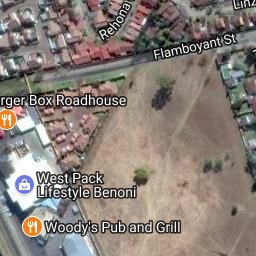 Rehona
Linz
Flamboyant St
rger Box Roadhouse
West Pack
Lifestyle Benoni
Woody's Pub and Grill